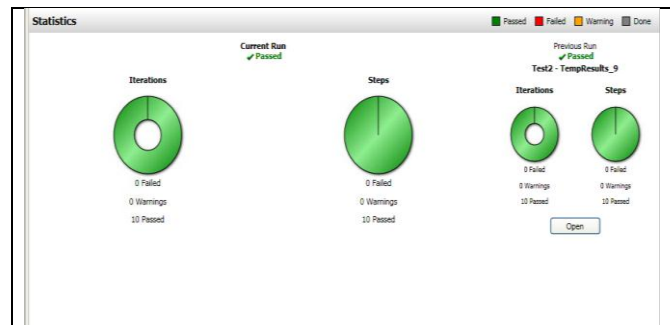 Statistics
Passed Failed Warning Done
Current Run
Passed
Iterations
Steps
0 Failed
0 Warnings
10 Passed
0 Failed
0 Warnings
10 Passed
Previous Run
Passed
Test2 - TempResults_9
Iterations
Steps
0 Failed
0 Warnings
10 Passed
0 Failed
0 Warnings
10 Passed
Open